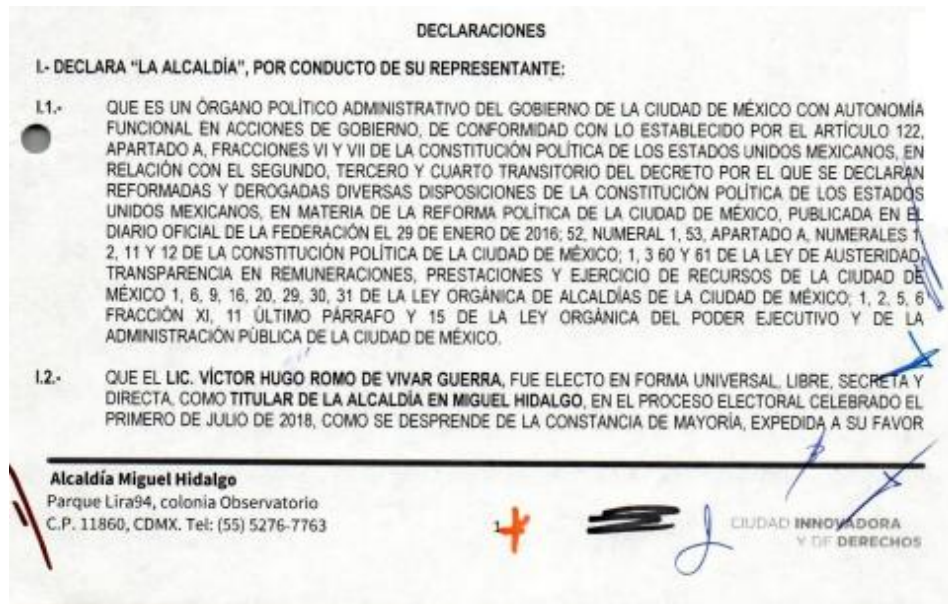 DECLARACIONES
I.- DECLARA “LA ALCALDÍA”, POR CONDUCTO DE SU REPRESENTANTE:
I.1.- QUE ES UN ÓRGANO POLÍTICO ADMINISTRATIVO DEL GOBIERNO DE LA CIUDAD DE MÉXICO CON AUTONOMÍA
FUNCIONAL EN ACCIONES DE GOBIERNO, DE CONFORMIDAD CON LO ESTABLECIDO POR EL ARTÍCULO 122,
APARTADO A, FRACCIONES VI Y VII DE LA CONSTITUCIÓN POLÍTICA DE LOS ESTADOS UNIDOS MEXICANOS, EN
RELACIÓN CON EL SEGUNDO, TERCERO Y CUARTO TRANSITORIO DEL DECRETO POR EL QUE SE DECLARAN
REFORMADAS Y DEROGADAS DIVERSAS DISPOSICIONES DE LA CONSTITUCIÓN POLÍTICA DE LOS ESTADOS
UNIDOS MEXICANOS, EN MATERIA DE LA REFORMA POLÍTICA DE LA CIUDAD DE MÉXICO, PUBLICADA EN EL
DIARIO OFICIAL DE LA FEDERACIÓN EL 29 DE ENERO DE 2016; 52, NUMERAL 1, 53, APARTADO A, NUMERALES 1,
2, 11 Y 12 DE LA CONSTITUCIÓN POLÍTICA DE LA CIUDAD DE MÉXICO; 1, 3 60 Y 61 DE LA LEY DE AUSTERIDAD,
TRANSPARENCIA EN REMUNERACIONES, PRESTACIONES Y EJERCICIO DE RECURSOS DE LA CIUDAD DE
MÉXICO 1, 6, 9, 16, 20, 29, 30, 31 DE LA LEY ORGÁNICA DE ALCALDÍAS DE LA CIUDAD DE MÉXICO; 1, 2, 5, 6
FRACCIÓN XI, 11 ÚLTIMO PÁRRAFO Y 15 DE LA LEY ORGÁNICA DEL PODER EJECUTIVO Y DE LA
ADMINISTRACIÓN PÚBLICA DE LA CIUDAD DE MÉXICO.
I.2.- QUE EL LIC. VÍCTOR HUGO ROMO DE VIVAR GUERRA, FUE ELECTO EN FORMA UNIVERSAL, LIBRE, SECRETA Y
DIRECTA, COMO TITULAR DE LA ALCALDÍA EN MIGUEL HIDALGO, EN EL PROCESO ELECTORAL CELEBRADO EL
PRIMERO DE JULIO DE 2018, COMO SE DESPRENDE DE LA CONSTANCIA DE MAYORÍA, EXPEDIDA A SU FAVOR
Alcaldía Miguel Hidalgo
Parque Lira94, colonia Observatorio
C.P. 11860, CDMX. Tel: (55) 5276-7763
1
CIUDAD INNOVADORA
Y DE DERECHOS